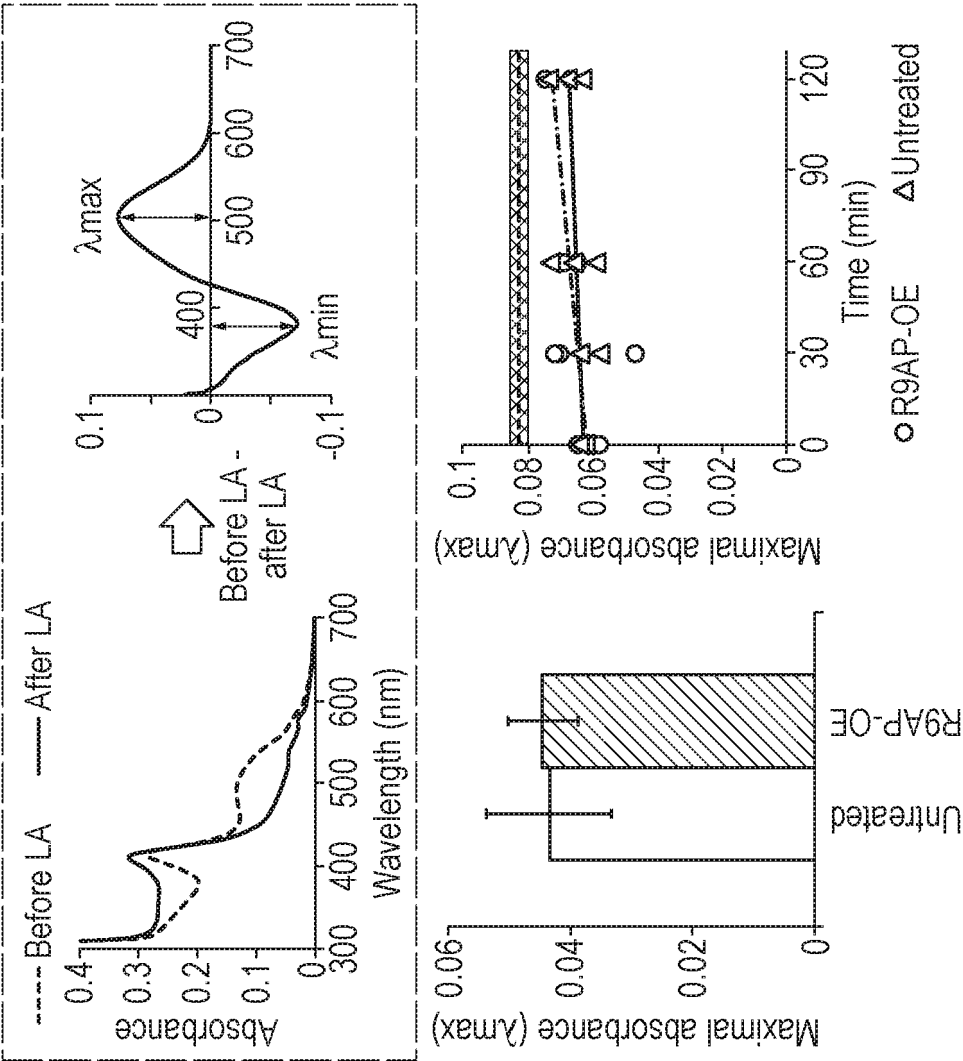 Before LA
After LA
Absorbance
0.4
0.3
0.2
0.1
0
300
400
500
600
700
Wavelength (nm)
Before LA -
after LA
0.1
0
-0.1
400
500
600
700
λmax
λmin
Maximal absorbance (λmax)
0.06
0.04
0.02
0
Untreated
R9AP-OE
Maximal absorbance (λmax)
0.1
0.08
0.06
0.04
0
0
30
60
90
120
Time (min)
R9AP-OE
Untreated